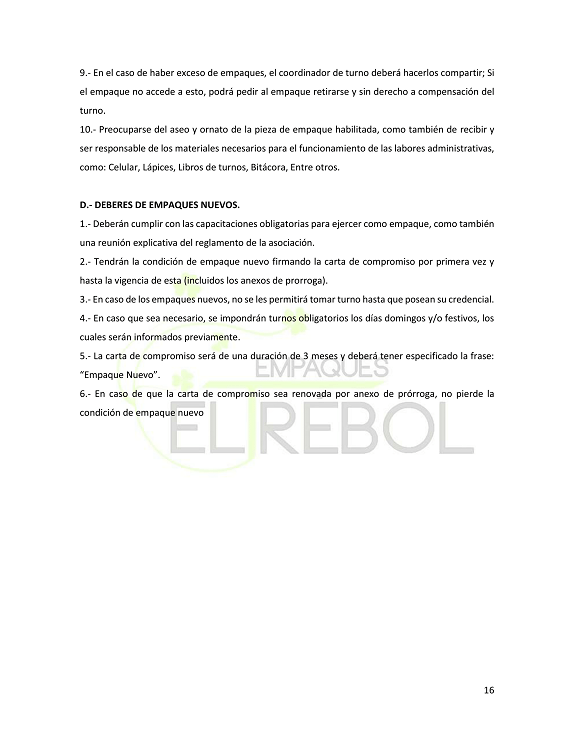 9.- En el caso de haber exceso de empaques, el coordinador de turno deberá hacerlos compartir; Si
el empaque no accede a esto, podrá pedir al empaque retirarse y sin derecho a compensación del
turno.
10.- Preocuparse del aseo y ornato de la pieza de empaque habilitada, como también de recibir y
ser responsable de los materiales necesarios para el funcionamiento de las labores administrativas,
como: Celular, Lápices, Libros de turnos, Bitácora, Entre otros.
D.- DEBERES DE EMPAQUES NUEVOS.
1.- Deberán cumplir con las capacitaciones obligatorias para ejercer como empaque, como también
una reunión explicativa del reglamento de la asociación.
2.- Tendrán la condición de empaque nuevo firmando la carta de compromiso por primera vez y
hasta la vigencia de esta (incluidos los anexos de prorroga).
3.- En caso de los empaques nuevos, no se les permitirá tomar turno hasta que posean su credencial.
4.- En caso que sea necesario, se impondrán turnos obligatorios los días domingos y/o festivos, los
cuales serán informados previamente.
5.- La carta de compromiso será de una duración de 3 meses y deberá tener especificado la frase:
“Empaque Nuevo”.
6.- En caso de que la carta de compromiso sea renovada por anexo de prórroga, no pierde la
condición de empaque nuevo
EMPAQUES
EL TREBOL
16